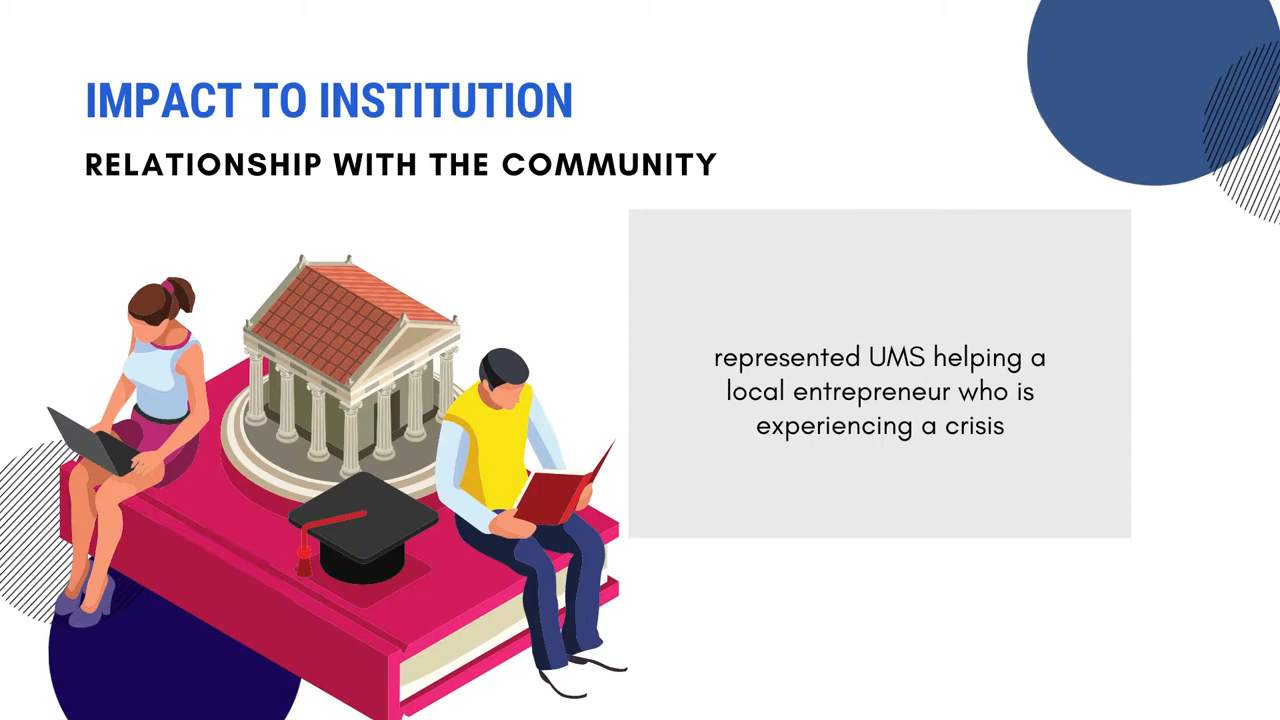 IMPACT TO INSTITUTION
RELATIONSHIP WITH THE COMMUNITY
represented UMS helping a
local entrepreneur who is
experiencing a crisis